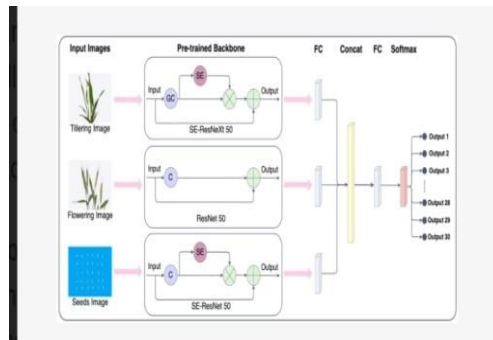 Input Images Pre-trained Backbone FC Concat FC Softmax
SE
Input Output
GC
Tillering Image
SE-ResNeXt 50
Input Output
C
Flowering Image
ResNet 50
SE
Input Output
C
Seeds Image
SE-ResNet 50
Output 1
Output 2
Output 3
Output 28
Output 29
Output 30